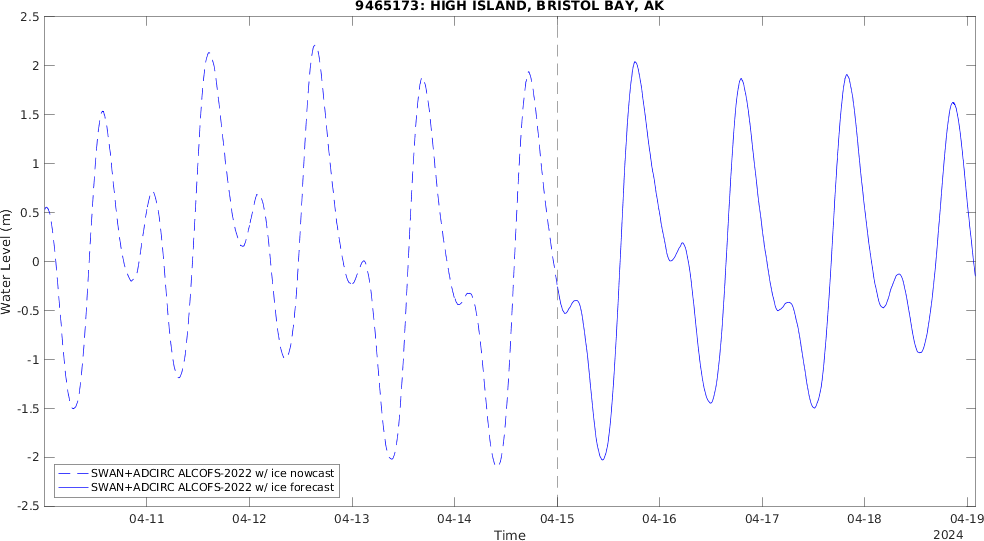 9465173: HIGH ISLAND, BRISTOL BAY, AK
2.5
2
1.5
1
0.5
0
-0.5
-1
-1.5
-2
-2.5
Water Level (m)
SWAN+ADCIRC ALCOFS-2022 w/ ice nowcast
SWAN+ADCIRC ALCOFS-2022 w/ ice forecast
04-11 04-12 04-13 04-14 04-15 04-16 04-17 04-18 04-19
Time
2024